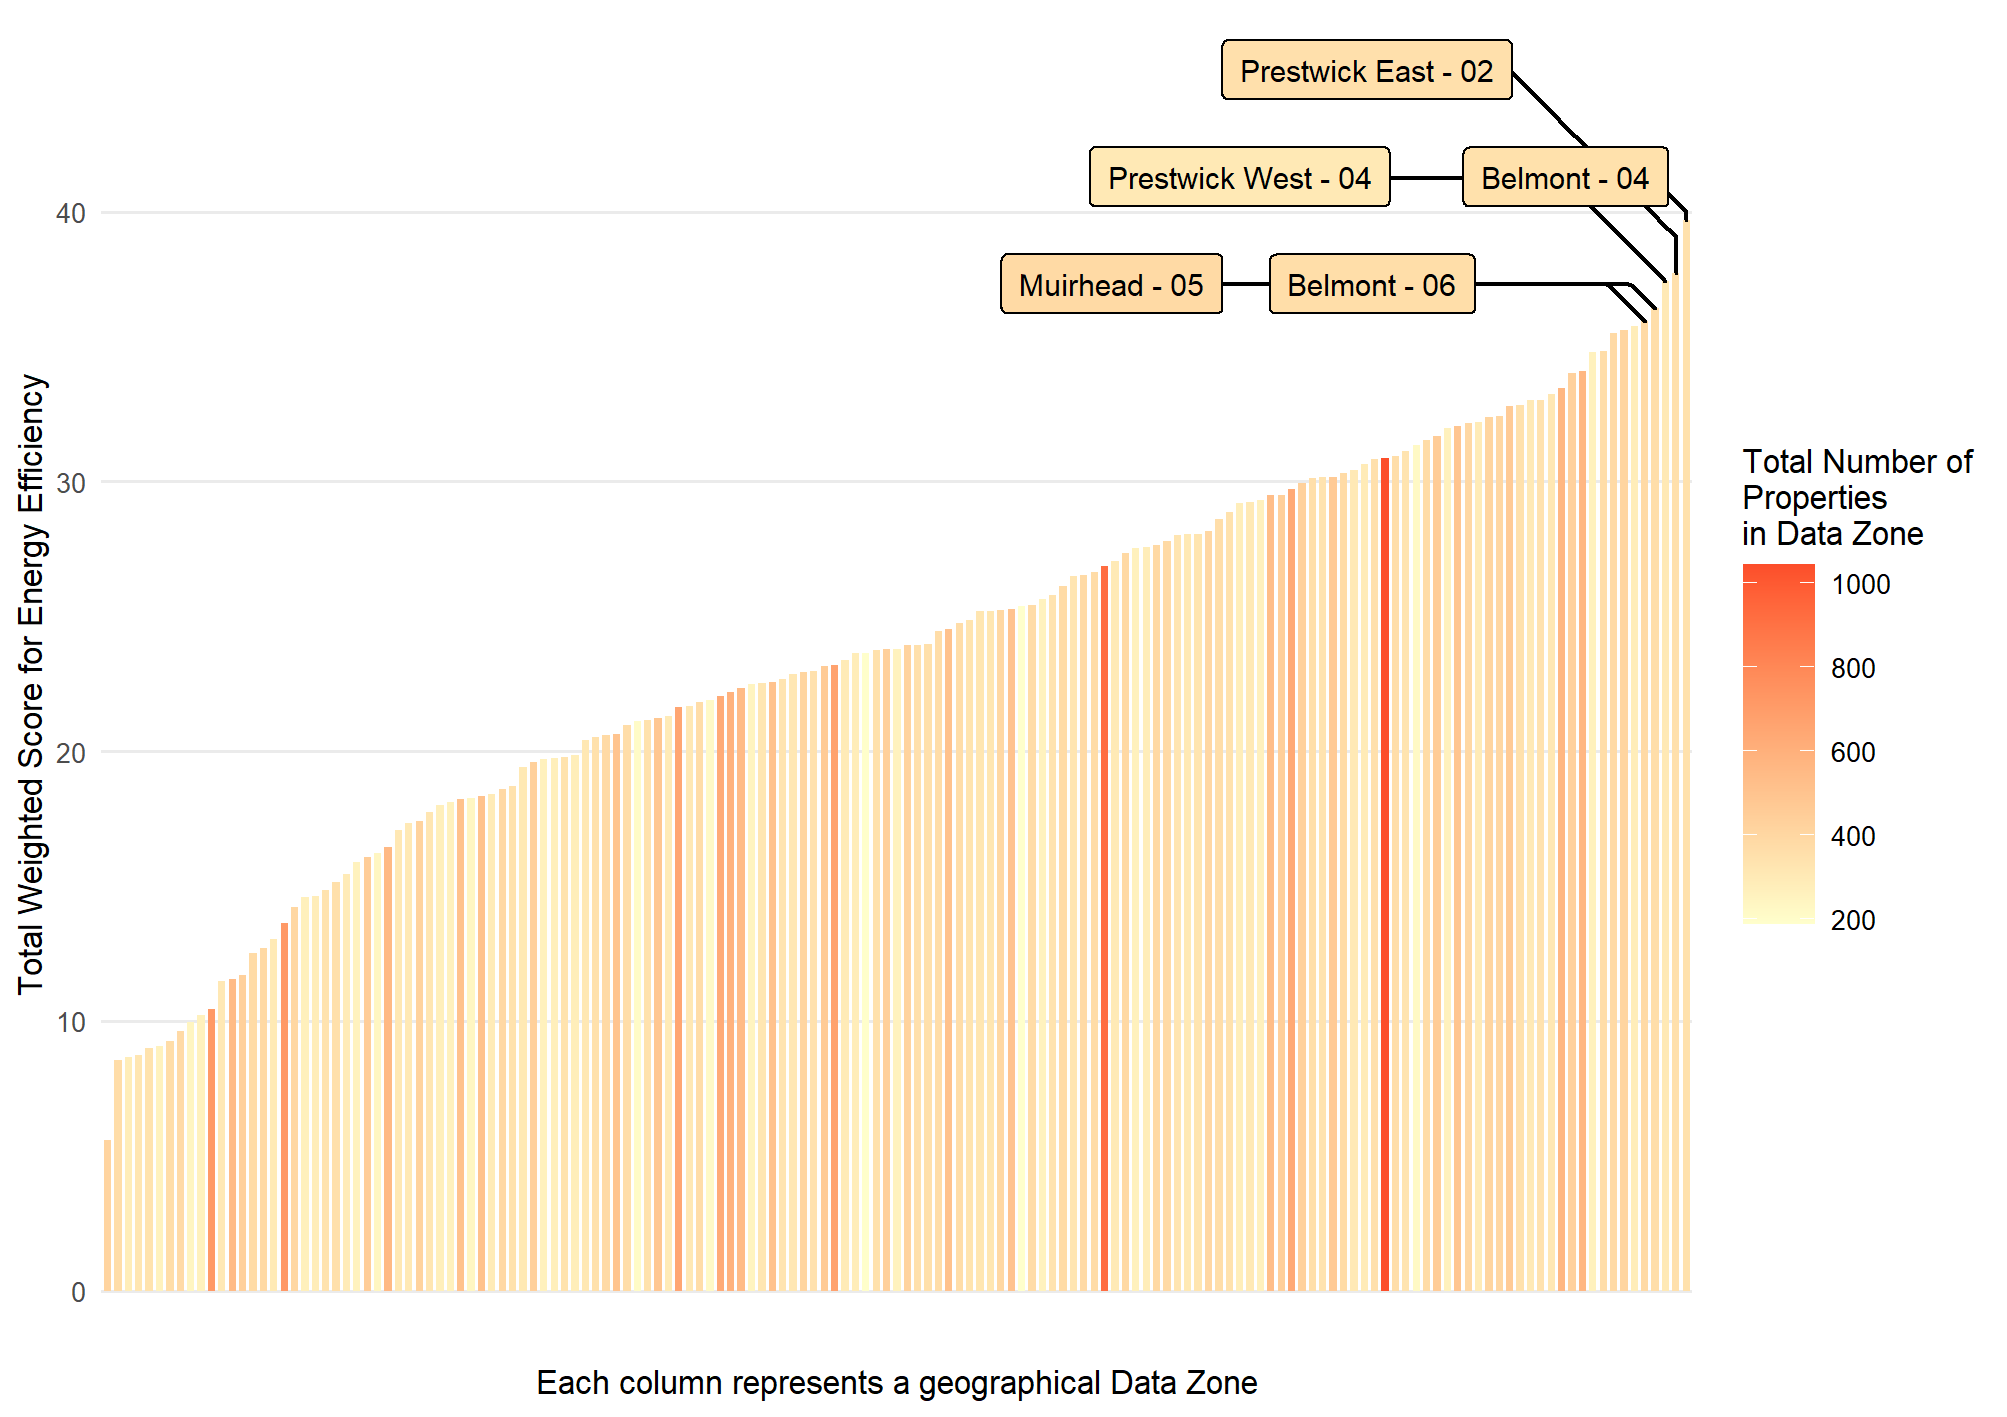 Prestwick East - 02
Prestwick West - 04
Belmont - 04
Muirhead - 05
Belmont - 06
Total Weighted Score for Energy Efficiency
40
30
20
10
0
Each column represents a geographical Data Zone
Total Number of
Properties
in Data Zone
1000
800
600
400
200